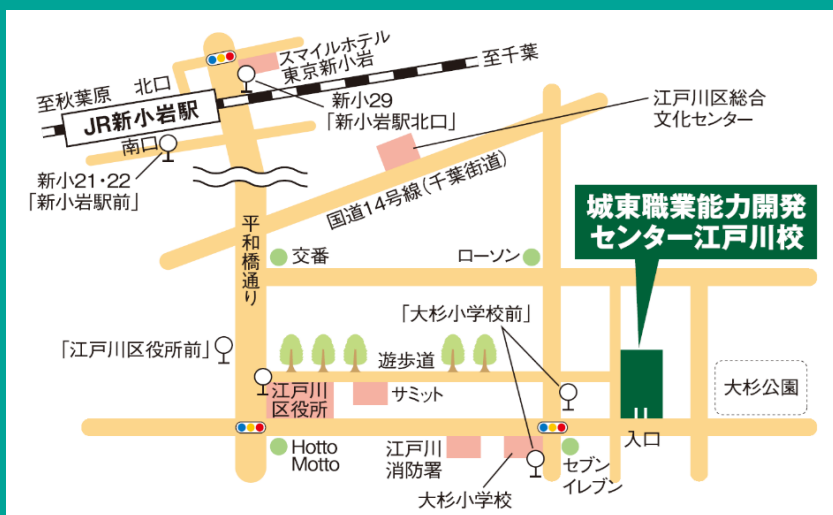 スマイルホテル
東京新小岩
至千葉
至秋葉原
北口
JR新小岩駅
南口
新小29
「新小岩駅北口」
新小21・22
「新小岩駅前」
江戸川区総合
文化センター
国道14号線(千葉街道)
城東職業能力開発
センター江戸川校
平和橋通り
交番
ローソン
「大杉小学校前」
「江戸川区役所前」
遊歩道
江戸川
区役所
サミット
大杉公園
Hotto
Motto
江戸川
消防署
大杉小学校
セブン
イレブン
入口